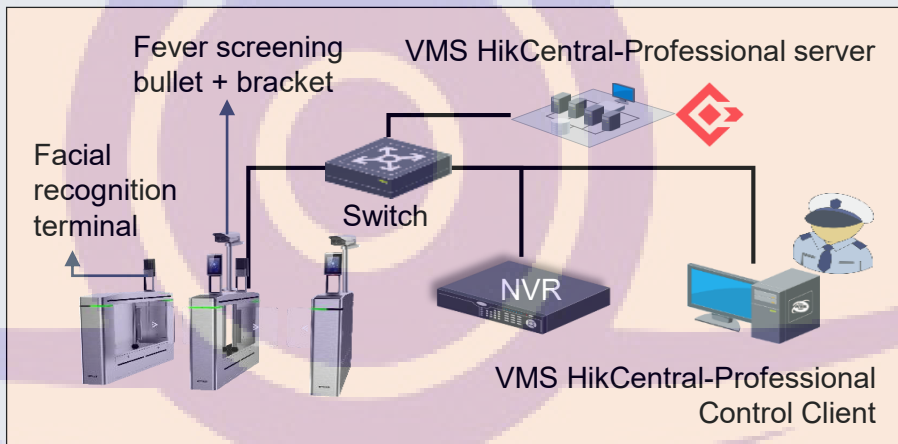 Fever screening
bullet + bracket
VMS HikCentral-Professional server
Facial
recognition
terminal
Switch
NVR
VMS HikCentral-Professional
Control Client